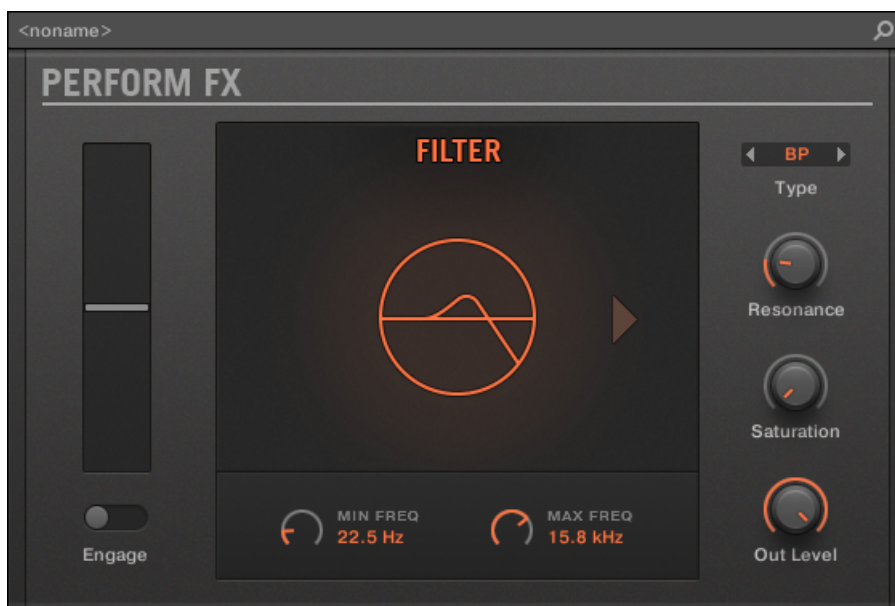 <noname>
PERFORM FX
FILTER
BP
Type
Resonance
Saturation
MIN FREQ
22.5 Hz
MAX FREQ
15.8 kHz
Engage
Out Level